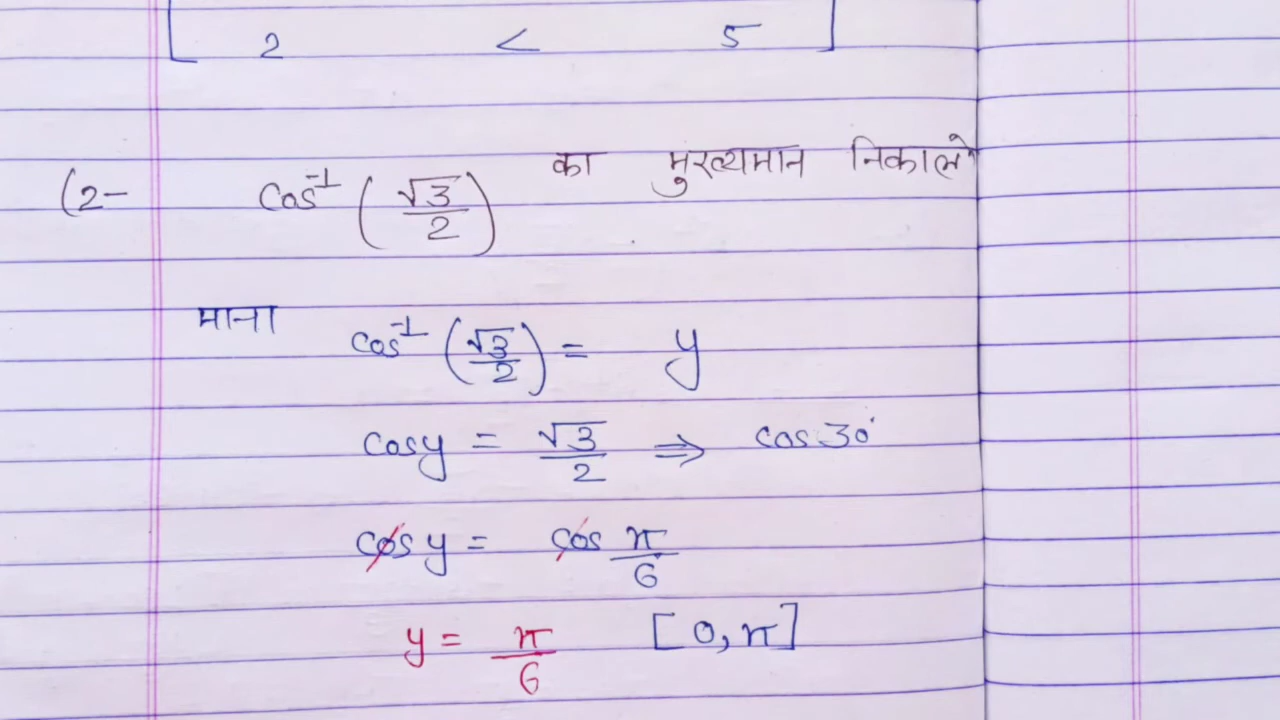 2 < 5
(2- cos⁻¹ (√3/2) का मुख्यमान निकालो
माना cos⁻¹ (√3/2) = y
cosy = √3/2 ⇒ cos 30°
cos y = cos π/6
y = π/6 [0, π]